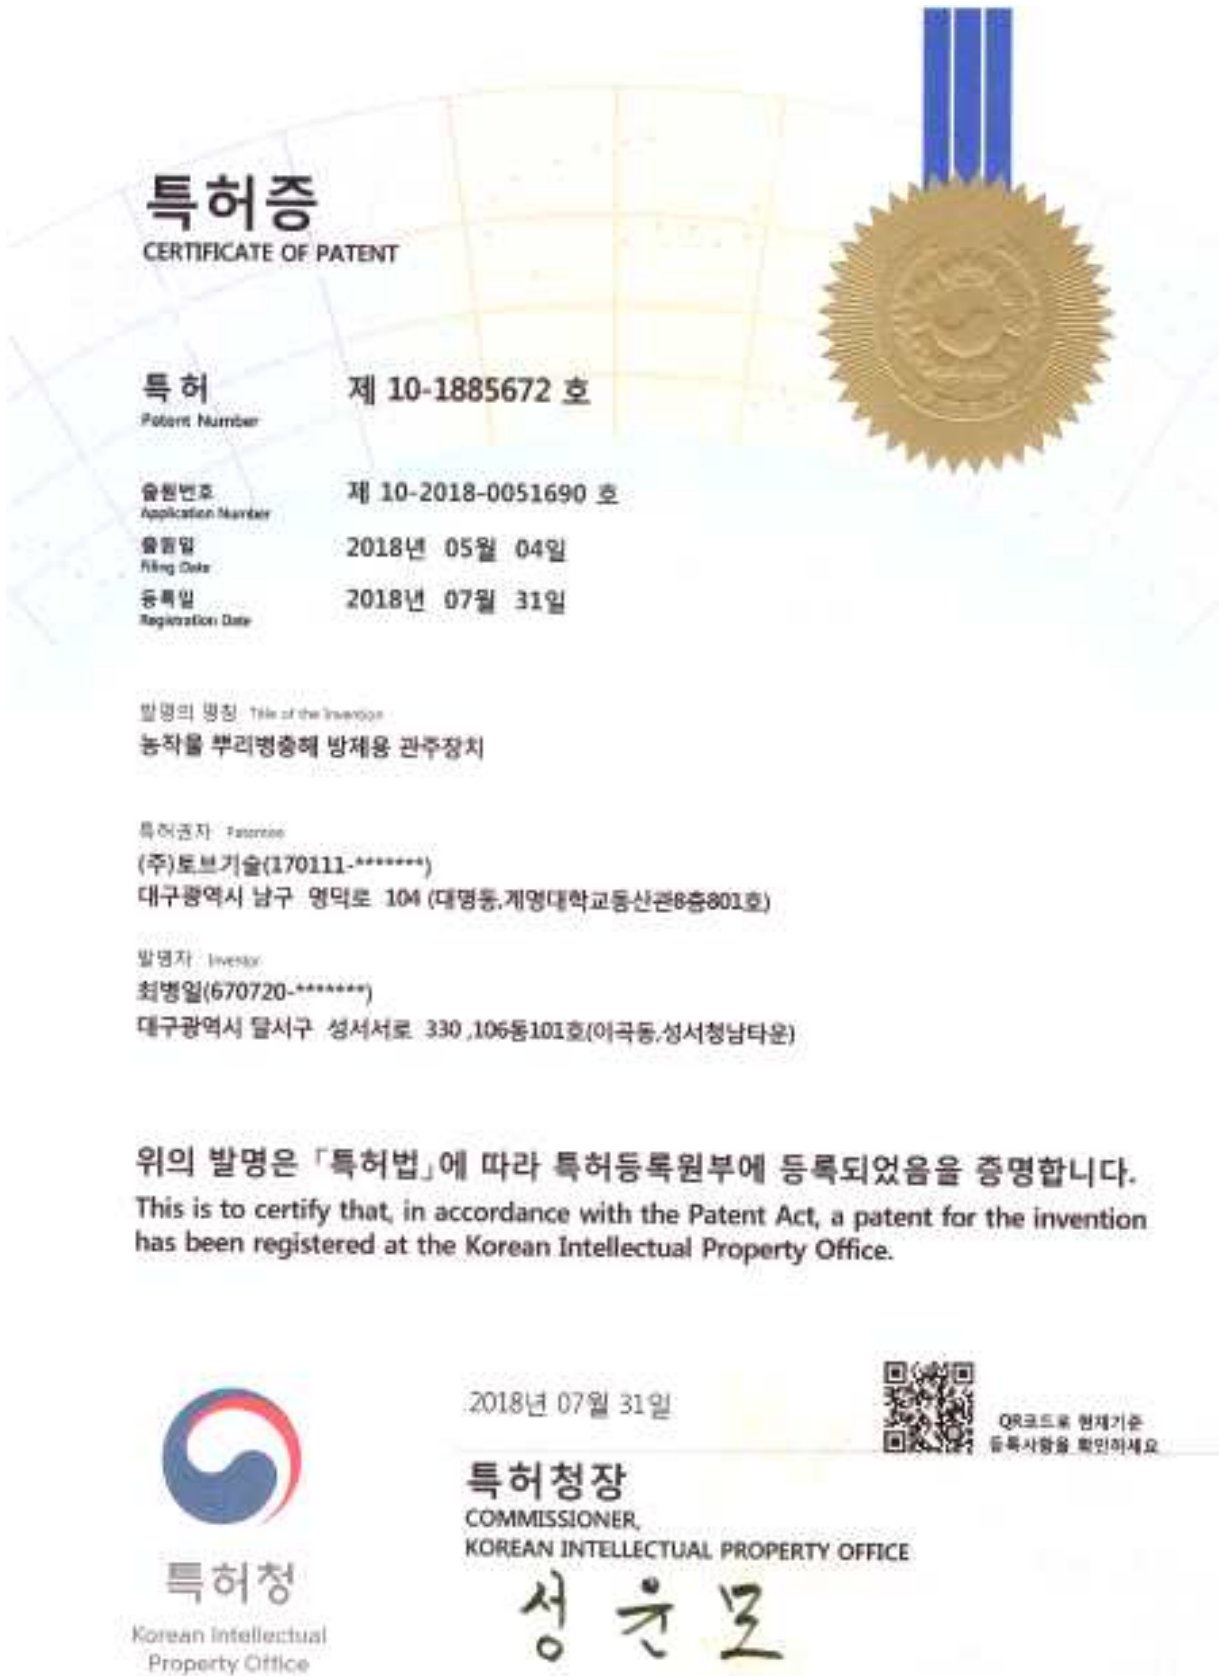 특허증
CERTIFICATE OF PATENT
특 허 제 10-1885672 호
Patent Number
출원번호 제 10-2018-0051690 호
Application Number
출원일 2018년 05월 04일
Filing Date
등록일 2018년 07월 31일
Registration Date
발명의 명칭 Title of the Invention
농작물 뿌리병충해 방제용 관주장치
특허권자 Patentee
(주)토브기술(170111-*******)
대구광역시 남구 명덕로 104 (대명동,계명대학교동산관8층801호)
발명자 Inventor
최병일(670720-*******)
대구광역시 달서구 성서서로 330 ,106동101호(이곡동,성서청남타운)
위의 발명은 「특허법」에 따라 특허등록원부에 등록되었음을 증명합니다.
This is to certify that, in accordance with the Patent Act, a patent for the invention
has been registered at the Korean Intellectual Property Office.
2018년 07월 31일
QR코드로 현재기준
등록사항을 확인하세요
특허청장
COMMISSIONER,
KOREAN INTELLECTUAL PROPERTY OFFICE
성윤모
특허청
Korean Intellectual
Property Office